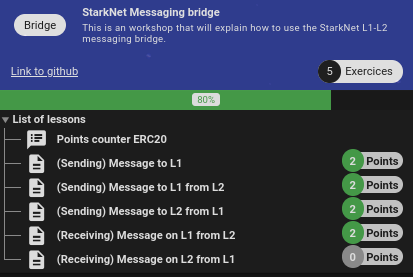 Bridge
StarkNet Messaging bridge
This is an workshop that will explain how to use the StarkNet L1-L2
messaging bridge.
Link to github
5 Exercices
80%
List of lessons
Points counter ERC20
(Sending) Message to L1
2 Points
(Sending) Message to L1 from L2
2 Points
(Sending) Message to L2 from L1
2 Points
(Receiving) Message on L1 from L2
2 Points
(Receiving) Message on L2 from L1
0 Points